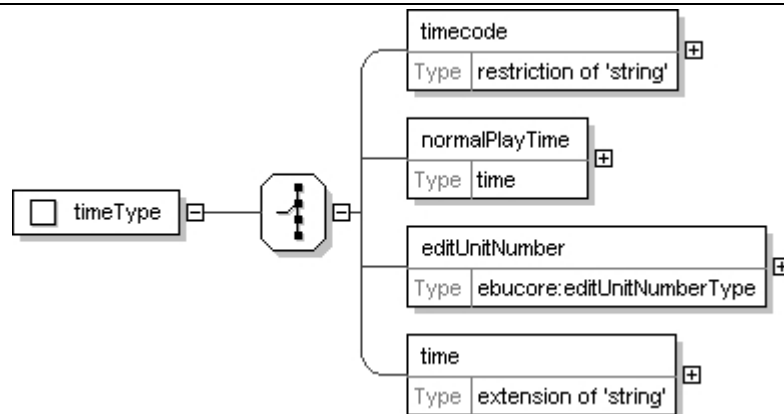 timecode
Type restriction of 'string'
normalPlayTime
Type time
timeType
editUnitNumber
Type ebucore:editUnitNumberType
time
Type extension of 'string'